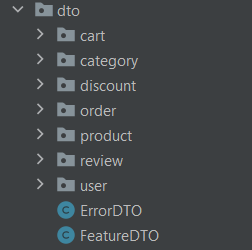 dto
cart
category
discount
order
product
review
user
C ErrorDTO
C FeatureDTO